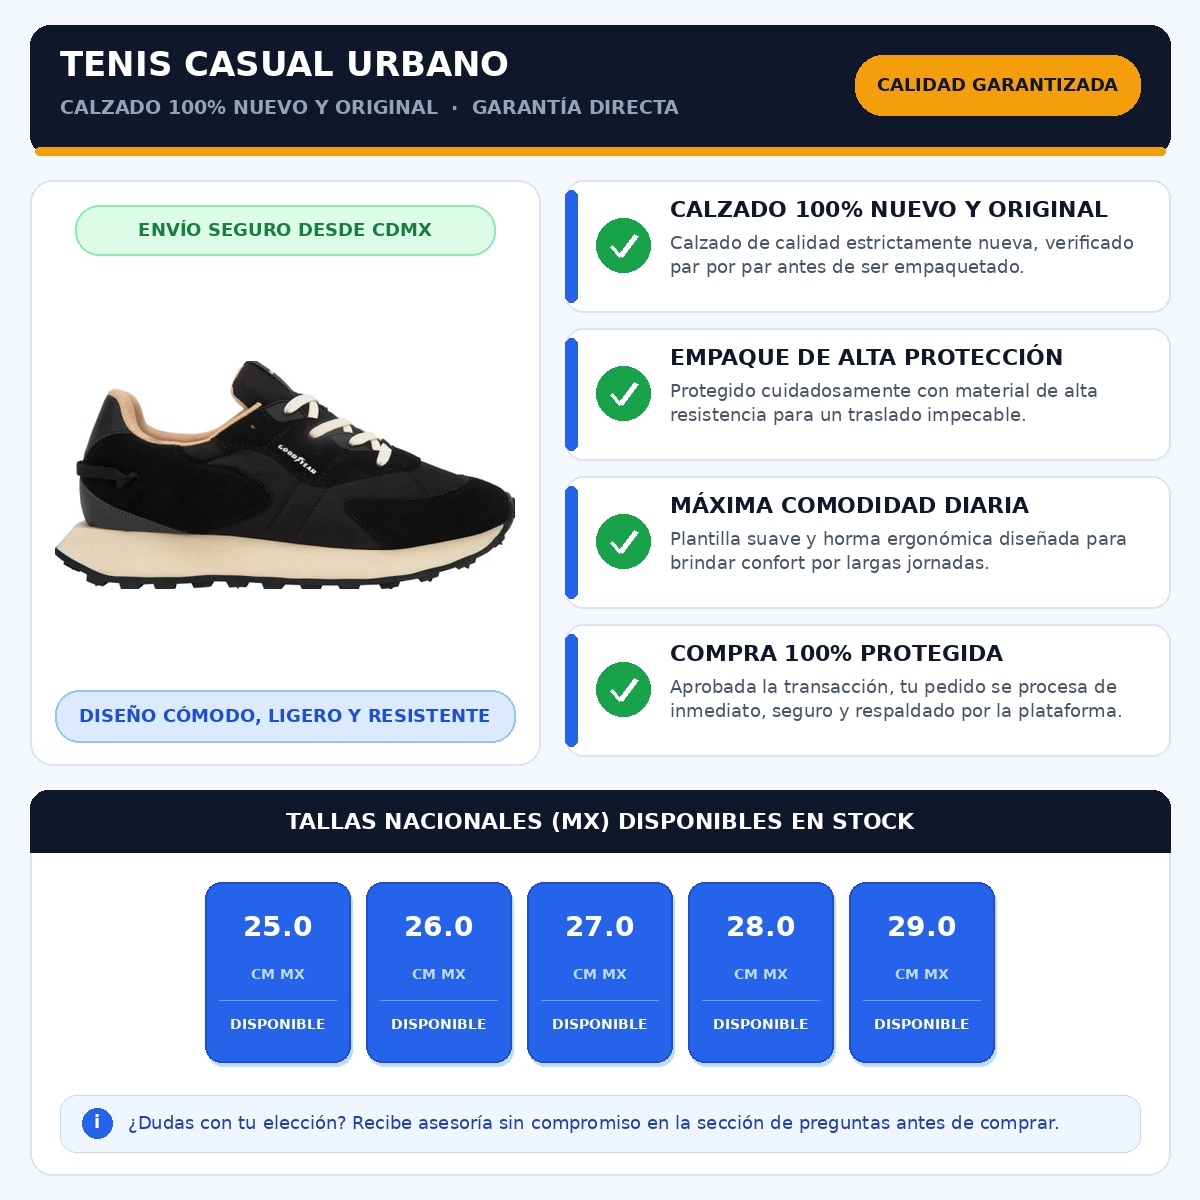 TENIS CASUAL URBANO
CALZADO 100% NUEVO Y ORIGINAL · GARANTÍA DIRECTA
CALIDAD GARANTIZADA
ENVÍO SEGURO DESDE CDMX
GOODYEAR
DISEÑO CÓMODO, LIGERO Y RESISTENTE
CALZADO 100% NUEVO Y ORIGINAL
Calzado de calidad estrictamente nueva, verificado
par por par antes de ser empaquetado.
EMPAQUE DE ALTA PROTECCIÓN
Protegido cuidadosamente con material de alta
resistencia para un traslado impecable.
MÁXIMA COMODIDAD DIARIA
Plantilla suave y horma ergonómica diseñada para
brindar confort por largas jornadas.
COMPRA 100% PROTEGIDA
Aprobada la transacción, tu pedido se procesa de
inmediato, seguro y respaldado por la plataforma.
TALLAS NACIONALES (MX) DISPONIBLES EN STOCK
25.0
CM MX
DISPONIBLE
26.0
CM MX
DISPONIBLE
27.0
CM MX
DISPONIBLE
28.0
CM MX
DISPONIBLE
29.0
CM MX
DISPONIBLE
i ¿Dudas con tu elección? Recibe asesoría sin compromiso en la sección de preguntas antes de comprar.